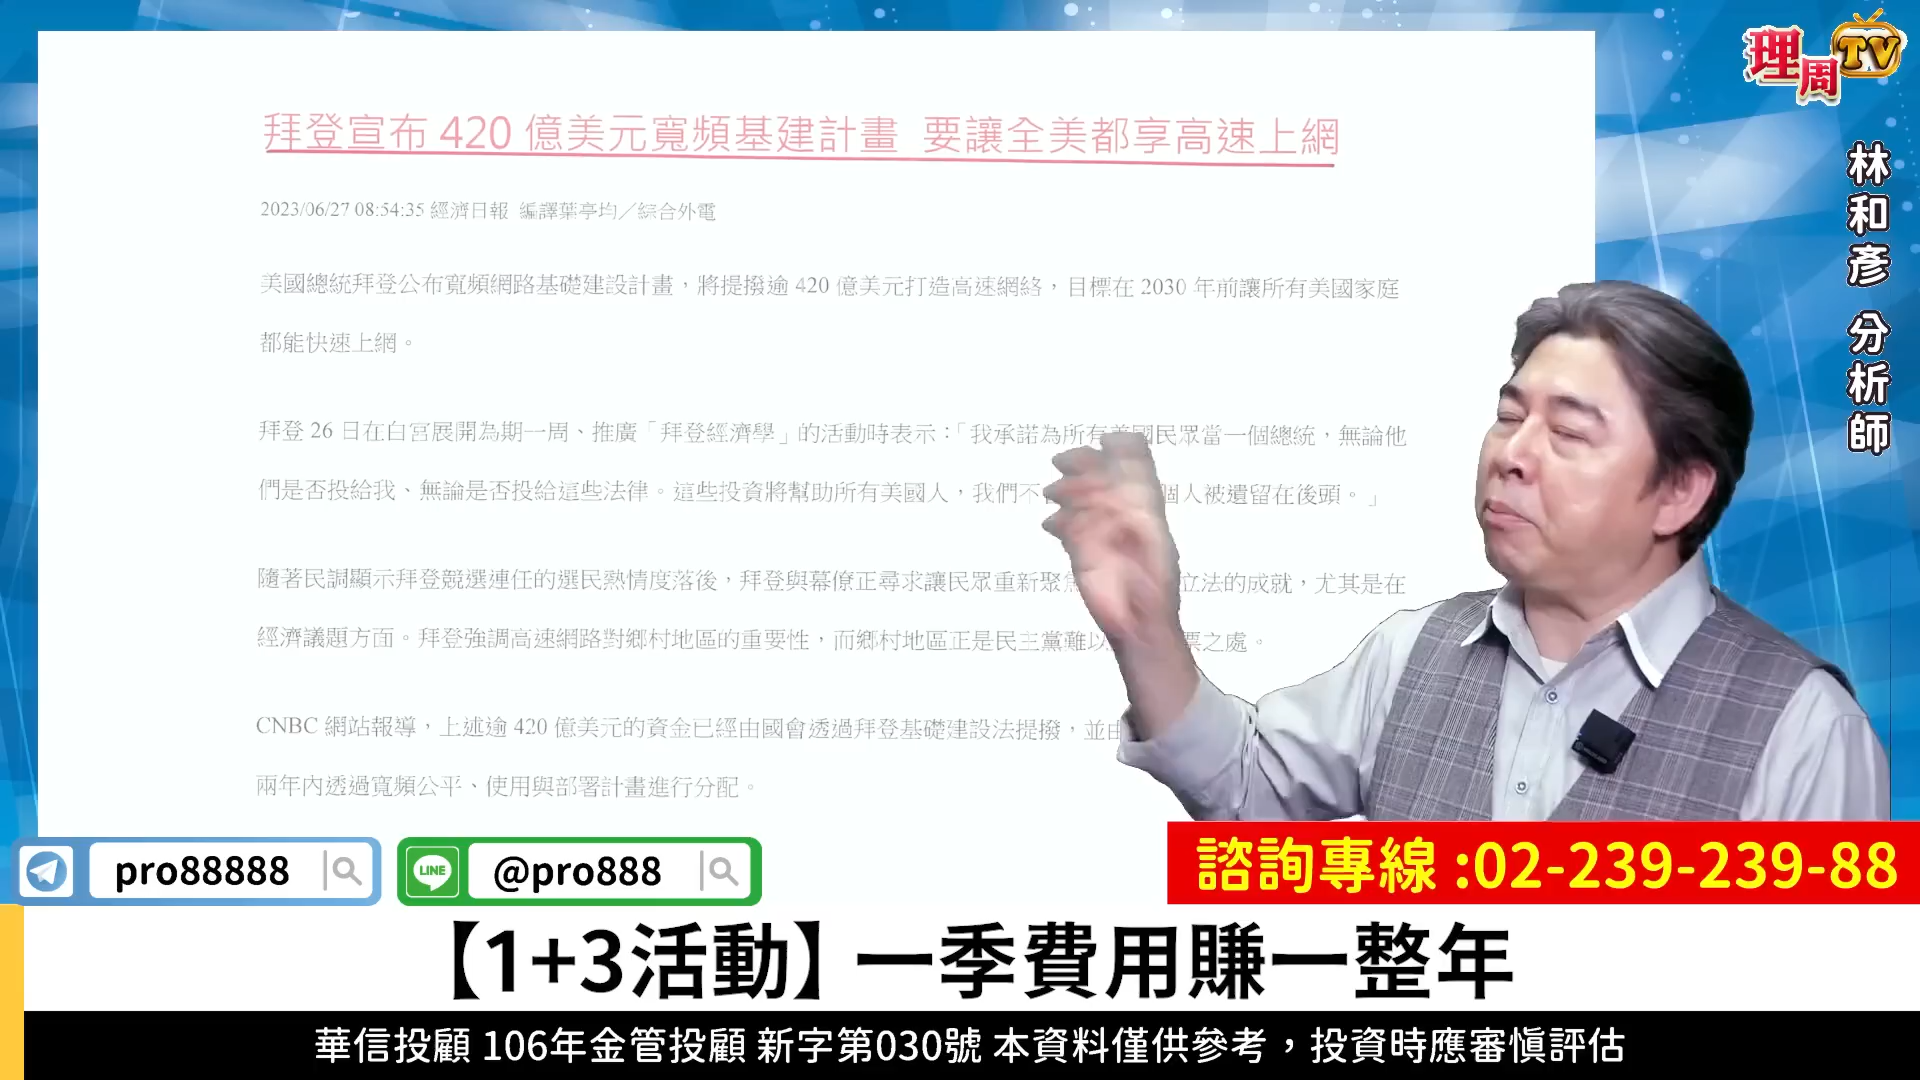 拜登宣布 420 億美元寬頻基建計畫 要讓全美都享高速上網
2023/06/27 08:54:35 經濟日報 編譯葉亭均／綜合外電
美國總統拜登公布寬頻網路基礎建設計畫，將提撥逾 420 億美元打造高速網絡，目標在 2030 年前讓所有美國家庭
都能快速上網。
拜登 26 日在白宮展開為期一周、推廣「拜登經濟學」的活動時表示：「我承諾為所有美國民眾當一個總統，無論他
們是否投給我、無論是否投給這些法律。這些投資將幫助所有美國人，我們不 個人被遺留在後頭。」
隨著民調顯示拜登競選連任的選民熱情度落後，拜登與幕僚正尋求讓民眾重新聚焦 立法的成就，尤其是在
經濟議題方面。拜登強調高速網路對鄉村地區的重要性，而鄉村地區正是民主黨難以 票之處。
CNBC 網站報導，上述逾 420 億美元的資金已經由國會透過拜登基礎建設法提撥，並由
兩年內透過寬頻公平、使用與部署計畫進行分配。
理周TV
林和彥 分析師
pro88888
LINE
@pro888
諮詢專線 :02-239-239-88
【1+3活動】一季費用賺一整年
華信投顧 106年金管投顧 新字第030號 本資料僅供參考，投資時應審慎評估